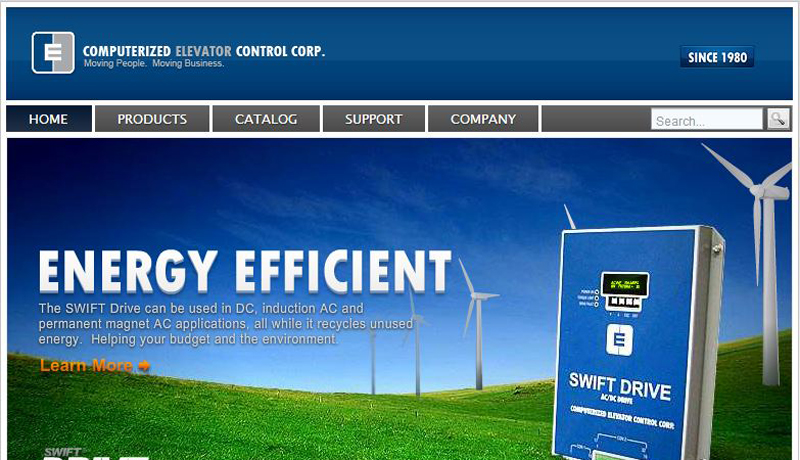 COMPUTERIZED ELEVATOR CONTROL CORP.
Moving People. Moving Business.
SINCE 1980
HOME
PRODUCTS
CATALOG
SUPPORT
COMPANY
Search...
ENERGY EFFICIENT
The SWIFT Drive can be used in DC, induction AC and
permanent magnet AC applications, all while it recycles unused
energy. Helping your budget and the environment.
Learn More
E
SWIFT DRIVE
AC/DC DRIVE
COMPUTERIZED ELEVATOR CONTROL CORP.
SWIFT
DRIVE